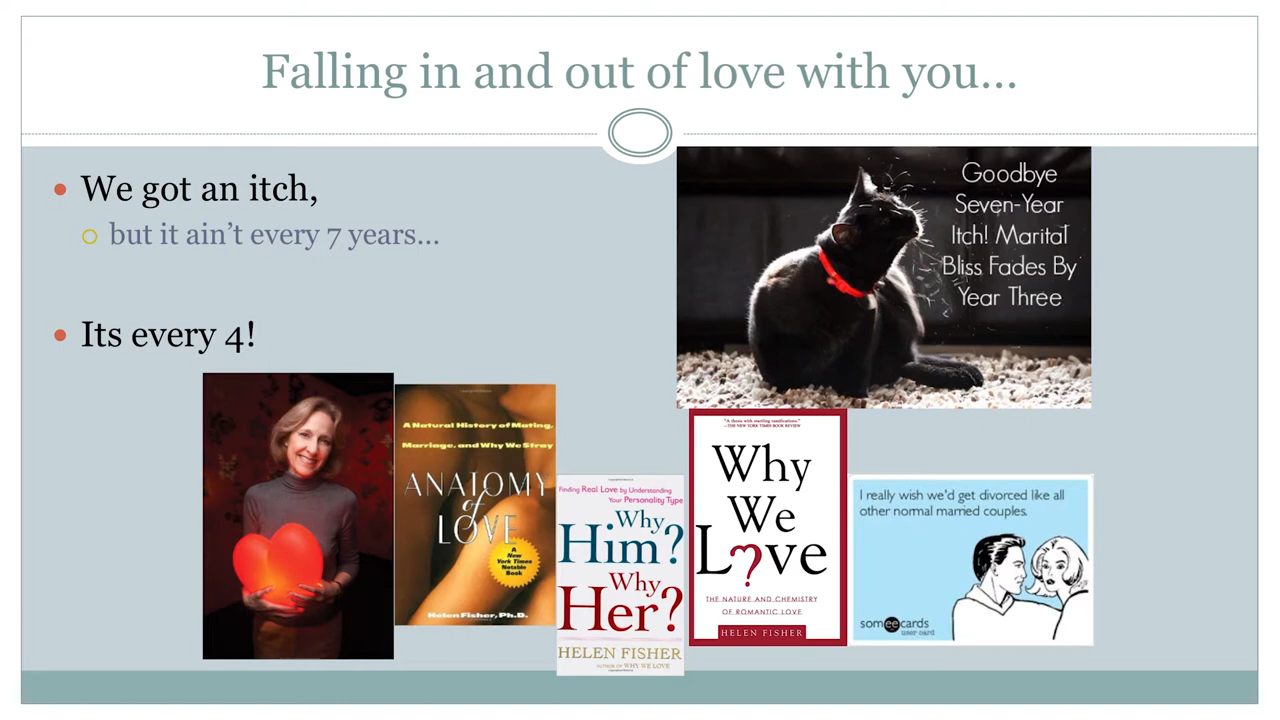 Falling in and out of love with you…
We got an itch,
but it ain’t every 7 years…
Its every 4!
Goodbye
Seven-Year
Itch! Marital
Bliss Fades By
Year Three
A Natural History of Mating,
Marriage, and Why We Stray
ANATOMY
of
LOVE
A
New
York Times
Notable
Book
Helen Fisher, Ph.D.
Finding Real Love by Understanding
Your Personality Type
Why
Him?
Why
Her?
HELEN FISHER
AUTHOR OF WHY WE LOVE
"A thesis with startling ramifications."
—THE NEW YORK TIMES BOOK REVIEW
Why
We
L?ve
THE NATURE AND CHEMISTRY
OF ROMANTIC LOVE
HELEN FISHER
I really wish we'd get divorced like all
other normal married couples.
someecards
user card